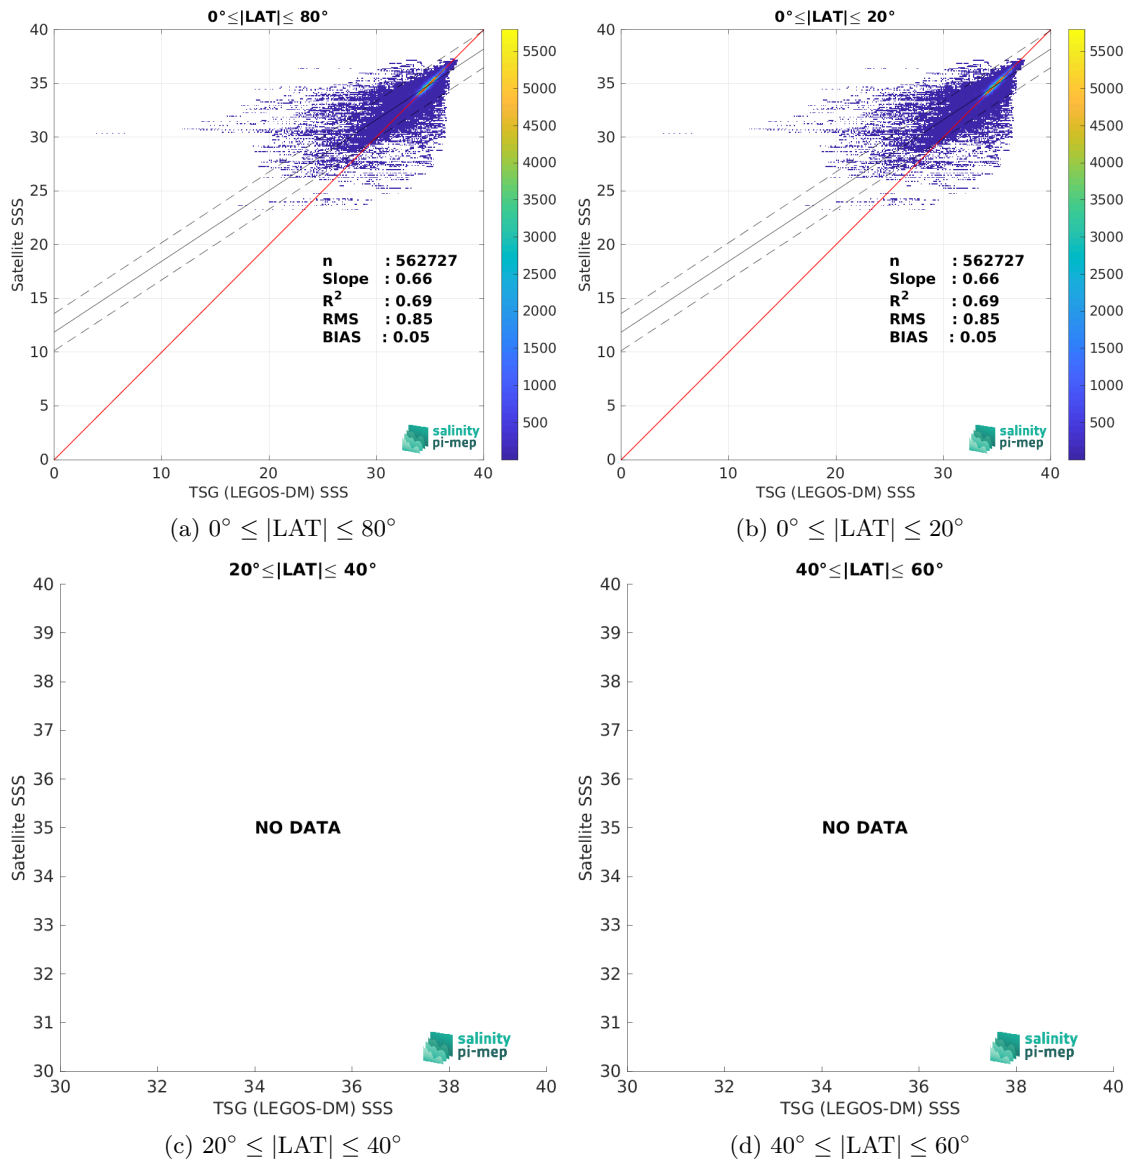 0°≤|LAT|≤ 80°
40
35
30
25
20
15
10
5
0
0
10
20
30
40
Satellite SSS
TSG (LEGOS-DM) SSS
n : 562727
Slope : 0.66
R² : 0.69
RMS : 0.85
BIAS : 0.05
salinity
pi-mep
5500
5000
4500
4000
3500
3000
2500
2000
1500
1000
500
(a) 0° ≤ |LAT| ≤ 80°
0°≤|LAT|≤ 20°
40
35
30
25
20
15
10
5
0
0
10
20
30
40
Satellite SSS
TSG (LEGOS-DM) SSS
n : 562727
Slope : 0.66
R² : 0.69
RMS : 0.85
BIAS : 0.05
salinity
pi-mep
5500
5000
4500
4000
3500
3000
2500
2000
1500
1000
500
(b) 0° ≤ |LAT| ≤ 20°
20°≤|LAT|≤ 40°
40
39
38
37
36
35
34
33
32
31
30
30
32
34
36
38
40
Satellite SSS
NO DATA
salinity
pi-mep
TSG (LEGOS-DM) SSS
(c) 20° ≤ |LAT| ≤ 40°
40°≤|LAT|≤ 60°
40
39
38
37
36
35
34
33
32
31
30
30
32
34
36
38
40
Satellite SSS
NO DATA
salinity
pi-mep
TSG (LEGOS-DM) SSS
(d) 40° ≤ |LAT| ≤ 60°